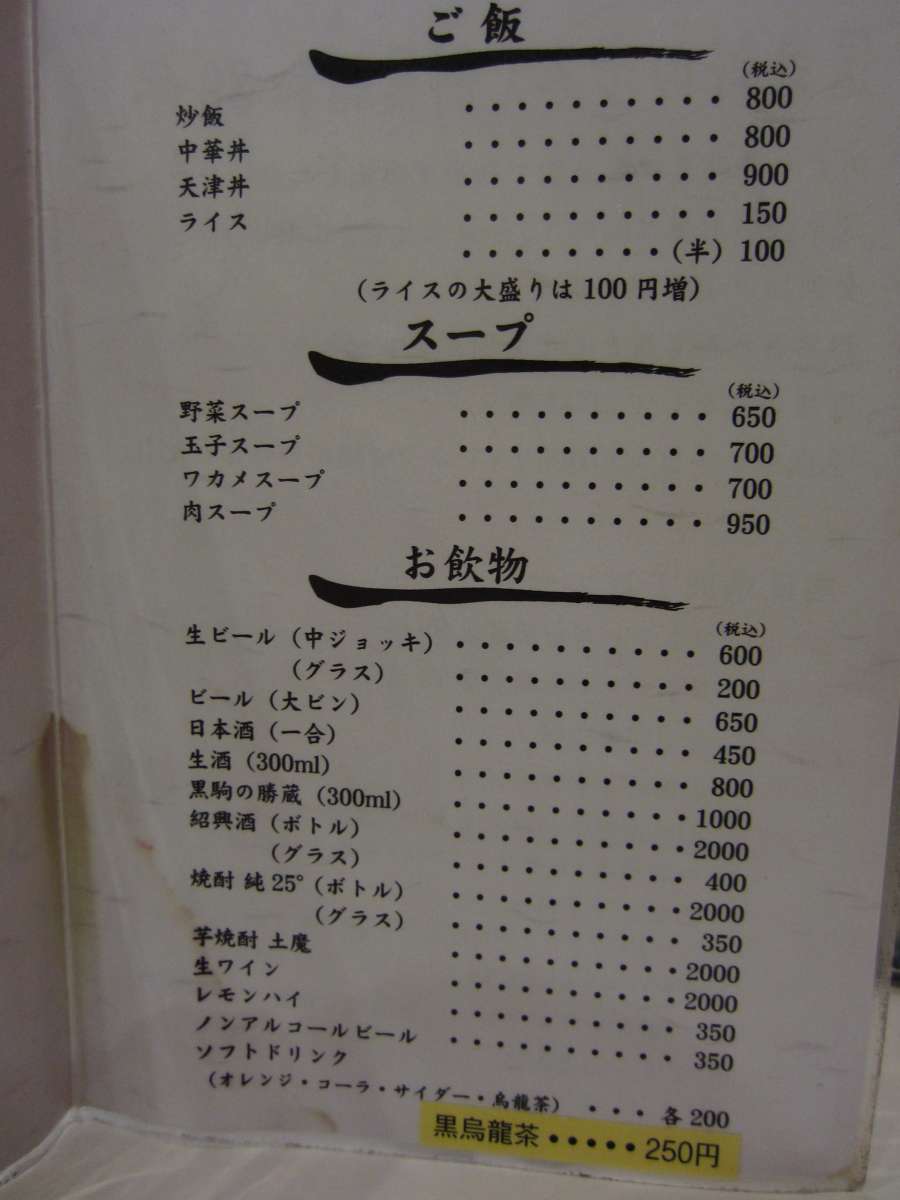 ご飯
(税込)
炒飯 ・・・・・・・・・・・ 800
中華丼 ・・・・・・・・・・・ 800
天津丼 ・・・・・・・・・・・ 900
ライス ・・・・・・・・・・・ 150
・・・・・・・・(半) 100
(ライスの大盛りは 100 円増)
スープ
(税込)
野菜スープ ・・・・・・・・・・ 650
玉子スープ ・・・・・・・・・・ 700
ワカメスープ ・・・・・・・・・・ 700
肉スープ ・・・・・・・・・・ 950
お飲物
(税込)
生ビール (中ジョッキ) ・・・・・・・・・・ 600
(グラス) ・・・・・・・・・・ 200
ビール (大ビン) ・・・・・・・・・・ 650
日本酒 (一合) ・・・・・・・・・・ 450
生酒 (300ml) ・・・・・・・・・・ 800
黒駒の勝蔵 (300ml) ・・・・・・・・・・ 1000
紹興酒 (ボトル) ・・・・・・・・・・ 2000
(グラス) ・・・・・・・・・・ 400
焼酎 純 25° (ボトル) ・・・・・・・・・・ 2000
(グラス) ・・・・・・・・・・ 350
芋焼酎 土魔 ・・・・・・・・・・ 2000
生ワイン ・・・・・・・・・・ 2000
レモンハイ ・・・・・・・・・・ 350
ノンアルコールビール ・・・・・・・・・・ 350
ソフトドリンク
(オレンジ・コーラ・サイダー・烏龍茶) ・・・ 各 200
黒烏龍茶 ・・・・・ 250円